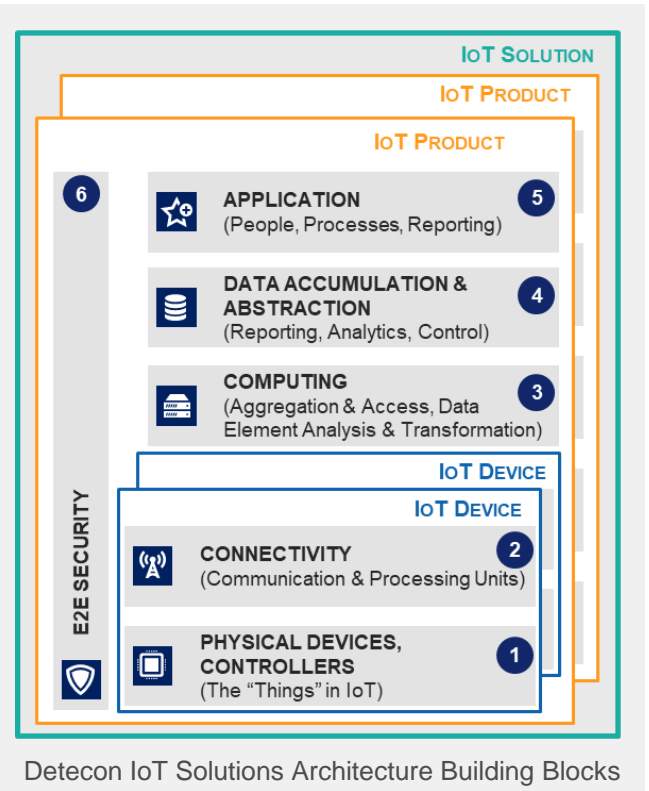 IoT Solution
IoT Product
IoT Product
6
APPLICATION
(People, Processes, Reporting)
5
DATA ACCUMULATION &
ABSTRACTION
(Reporting, Analytics, Control)
4
COMPUTING
(Aggregation & Access, Data
Element Analysis & Transformation)
3
IoT Device
IoT Device
CONNECTIVITY
(Communication & Processing Units)
2
PHYSICAL DEVICES,
CONTROLLERS
(The “Things” in IoT)
1
E2E SECURITY
Detecon IoT Solutions Architecture Building Blocks